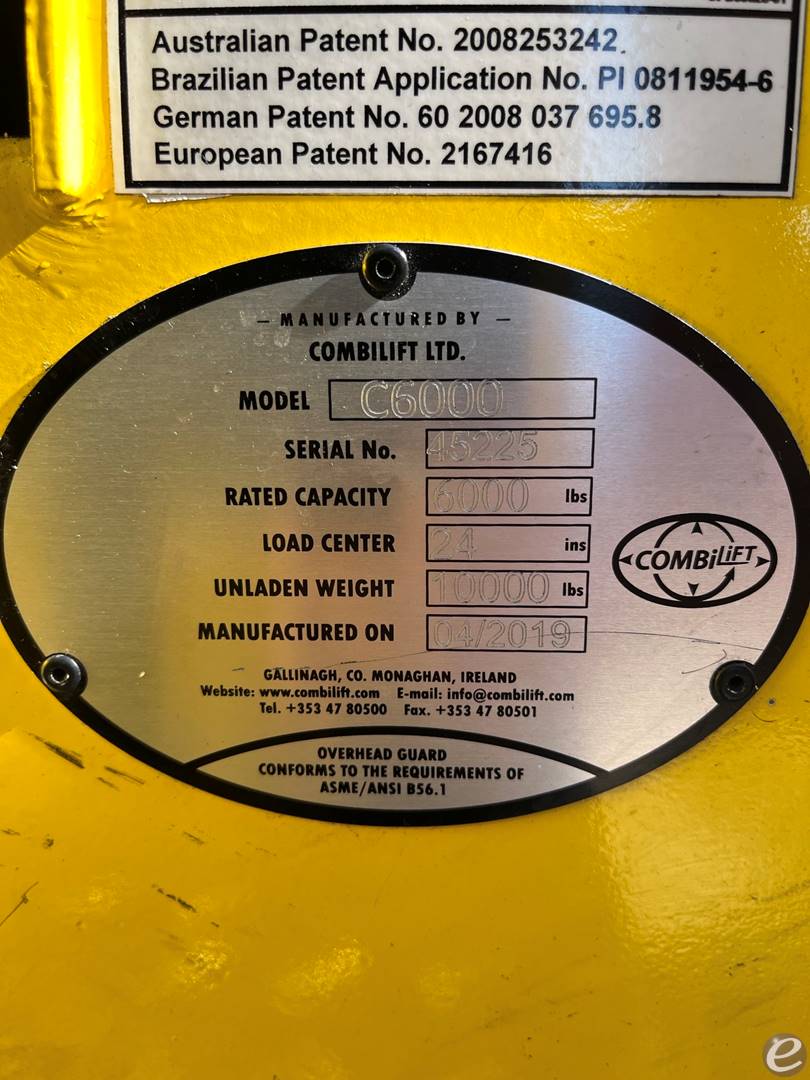 Australian Patent No. 2008253242.
Brazilian Patent Application No. PI 0811954-6
German Patent No. 60 2008 037 695.8
European Patent No. 2167416
— MANUFACTURED BY —
COMBILIFT LTD.
MODEL C6000
SERIAL No. 45225
RATED CAPACITY 6000 lbs
LOAD CENTER 24 ins
UNLADEN WEIGHT 10000 lbs
MANUFACTURED ON 04/2019
COMBiLiFT
GALLINAGH, CO. MONAGHAN, IRELAND
Website: www.combilift.com E-mail: info@combilift.com
Tel. +353 47 80500 Fax. +353 47 80501
OVERHEAD GUARD
CONFORMS TO THE REQUIREMENTS OF
ASME/ANSI B56.1
e